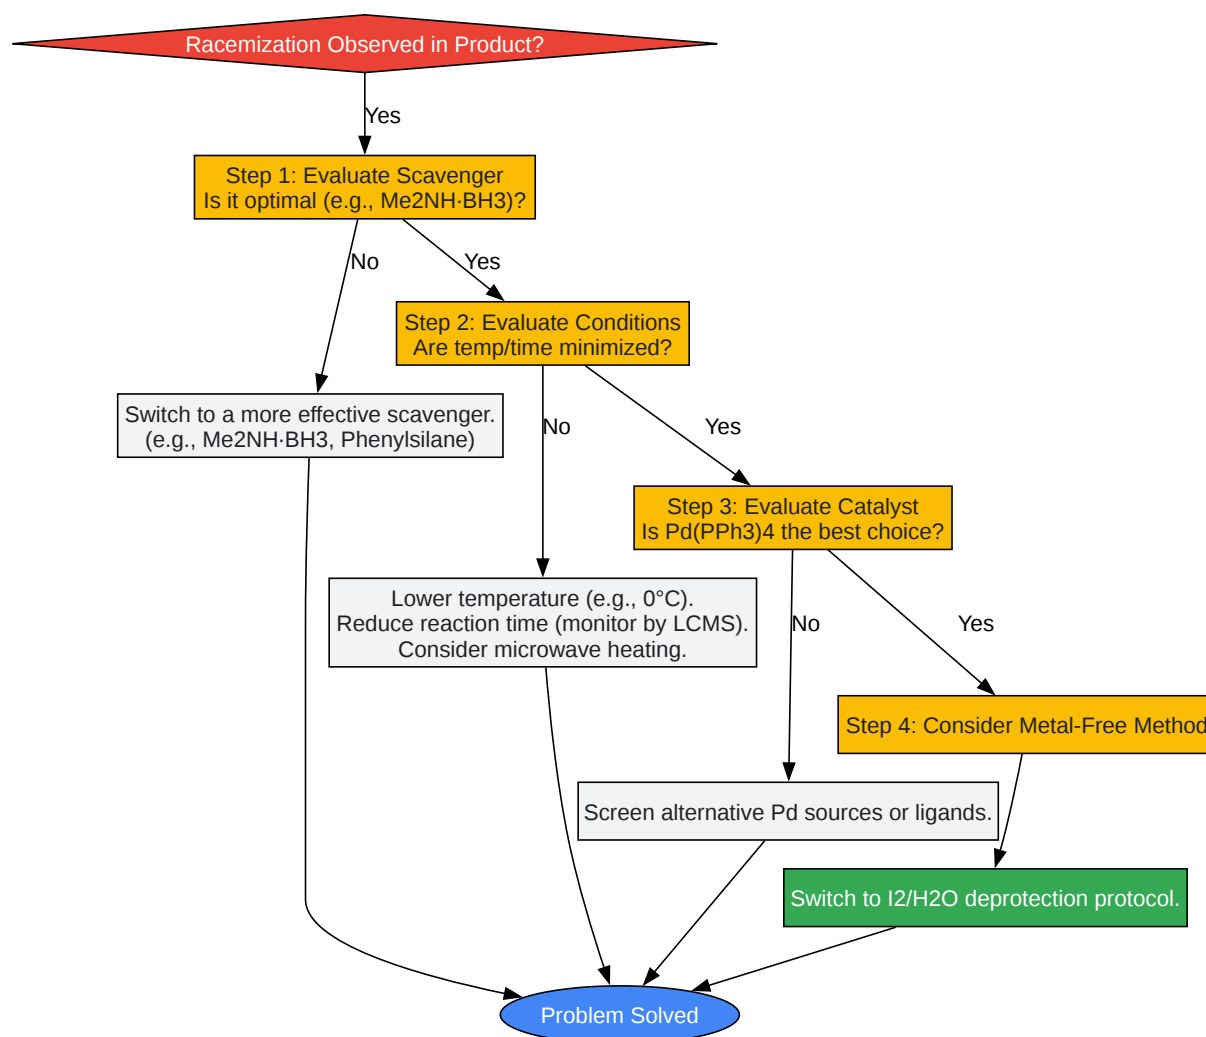 Racemization Observed in Product?
Yes
Step 1: Evaluate Scavenger
Is it optimal (e.g., Me2NH·BH3)?
No
Yes
Step 2: Evaluate Conditions
Are temp/time minimized?
Switch to a more effective scavenger.
(e.g., Me2NH·BH3, Phenylsilane)
No
Yes
Step 3: Evaluate Catalyst
Is Pd(PPh3)4 the best choice?
Lower temperature (e.g., 0°C).
Reduce reaction time (monitor by LCMS).
Consider microwave heating.
No
Yes
Step 4: Consider Metal-Free Method
Screen alternative Pd sources or ligands.
Switch to I2/H2O deprotection protocol.
Problem Solved